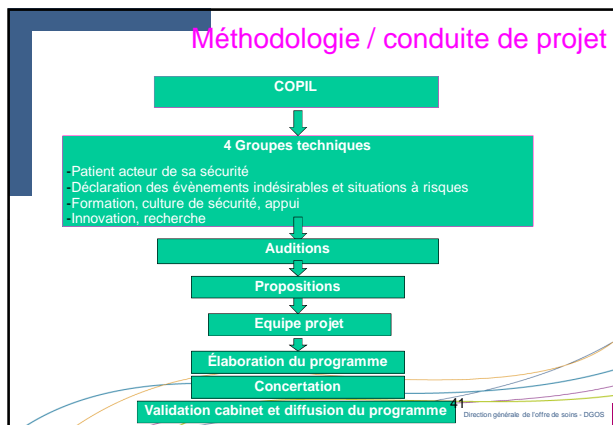 Méthodologie / conduite de projet
COPIL
4 Groupes techniques
-Patient acteur de sa sécurité
-Déclaration des évènements indésirables et situations à risques
-Formation, culture de sécurité, appui
-Innovation, recherche
Auditions
Propositions
Equipe projet
Élaboration du programme
Concertation
Validation cabinet et diffusion du programme
41
Direction générale de l'offre de soins - DGOS